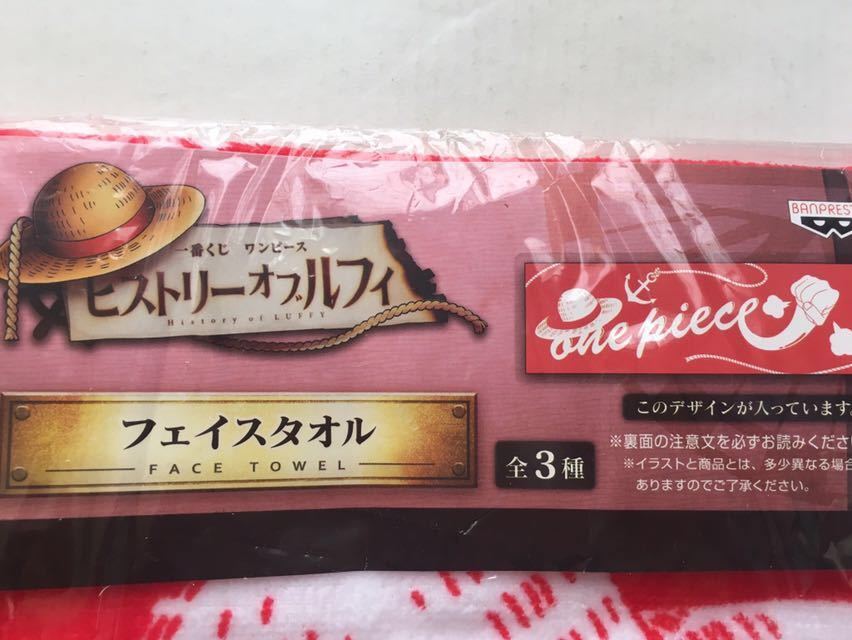 一番くじ ワンピース
ヒストリーオブルフィ
History of LUFFY
BANPREST
one piece
フェイスタオル
FACE TOWEL
全3種
このデザインが入っています
※裏面の注意文を必ずお読みくださ
※イラストと商品とは、多少異なる場合
ありますのでご了承ください。